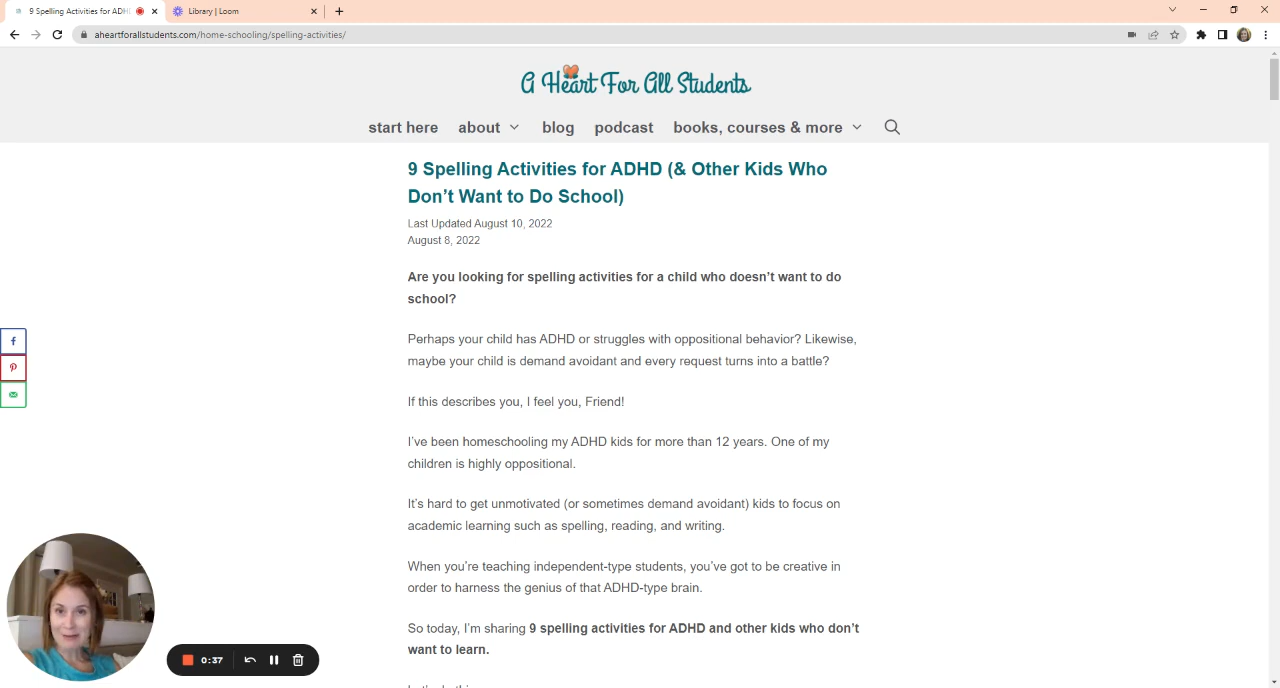 9 Spelling Activities for ADH
Library | Loom
aheartforallstudents.com/home-schooling/spelling-activities/
A Heart For All Students
start here about blog podcast books, courses & more
9 Spelling Activities for ADHD (& Other Kids Who
Don’t Want to Do School)
Last Updated August 10, 2022
August 8, 2022
Are you looking for spelling activities for a child who doesn’t want to do
school?
Perhaps your child has ADHD or struggles with oppositional behavior? Likewise,
maybe your child is demand avoidant and every request turns into a battle?
If this describes you, I feel you, Friend!
I’ve been homeschooling my ADHD kids for more than 12 years. One of my
children is highly oppositional.
It’s hard to get unmotivated (or sometimes demand avoidant) kids to focus on
academic learning such as spelling, reading, and writing.
When you’re teaching independent-type students, you’ve got to be creative in
order to harness the genius of that ADHD-type brain.
So today, I’m sharing 9 spelling activities for ADHD and other kids who don’t
want to learn.
0:37